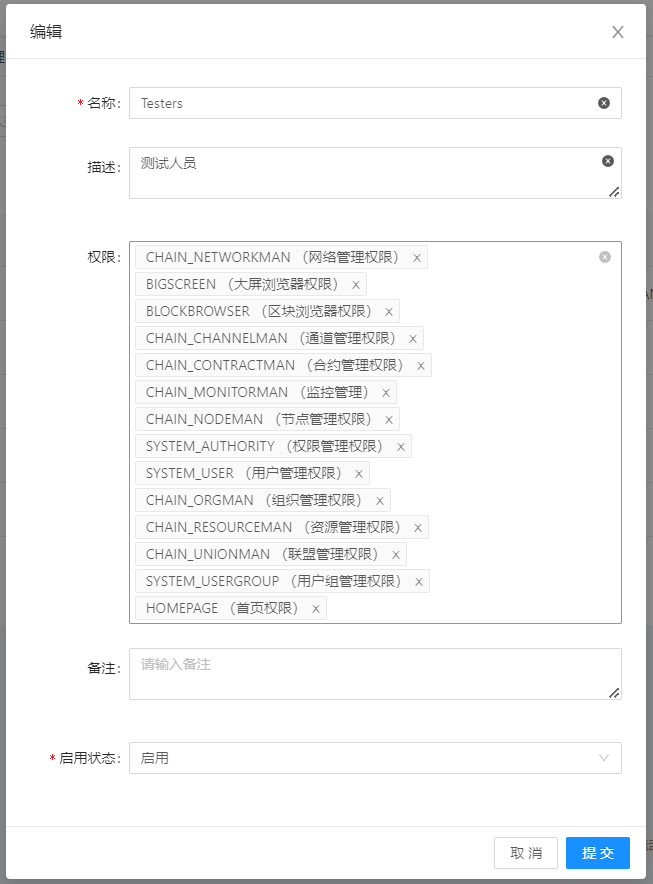 编辑
* 名称：
Testers
描述：
测试人员
权限：
CHAIN_NETWORKMAN （网络管理权限）
BIGSCREEN （大屏浏览器权限）
BLOCKBROWSER （区块浏览器权限）
CHAIN_CHANNELMAN （通道管理权限）
CHAIN_CONTRACTMAN （合约管理权限）
CHAIN_MONITORMAN （监控管理）
CHAIN_NODEMAN （节点管理权限）
SYSTEM_AUTHORITY （权限管理权限）
SYSTEM_USER （用户管理权限）
CHAIN_ORGMAN （组织管理权限）
CHAIN_RESOURCEMAN （资源管理权限）
CHAIN_UNIONMAN （联盟管理权限）
SYSTEM_USERGROUP （用户组管理权限）
HOMEPAGE （首页权限）
备注：
请输入备注
* 启用状态：
启用
取 消
提 交